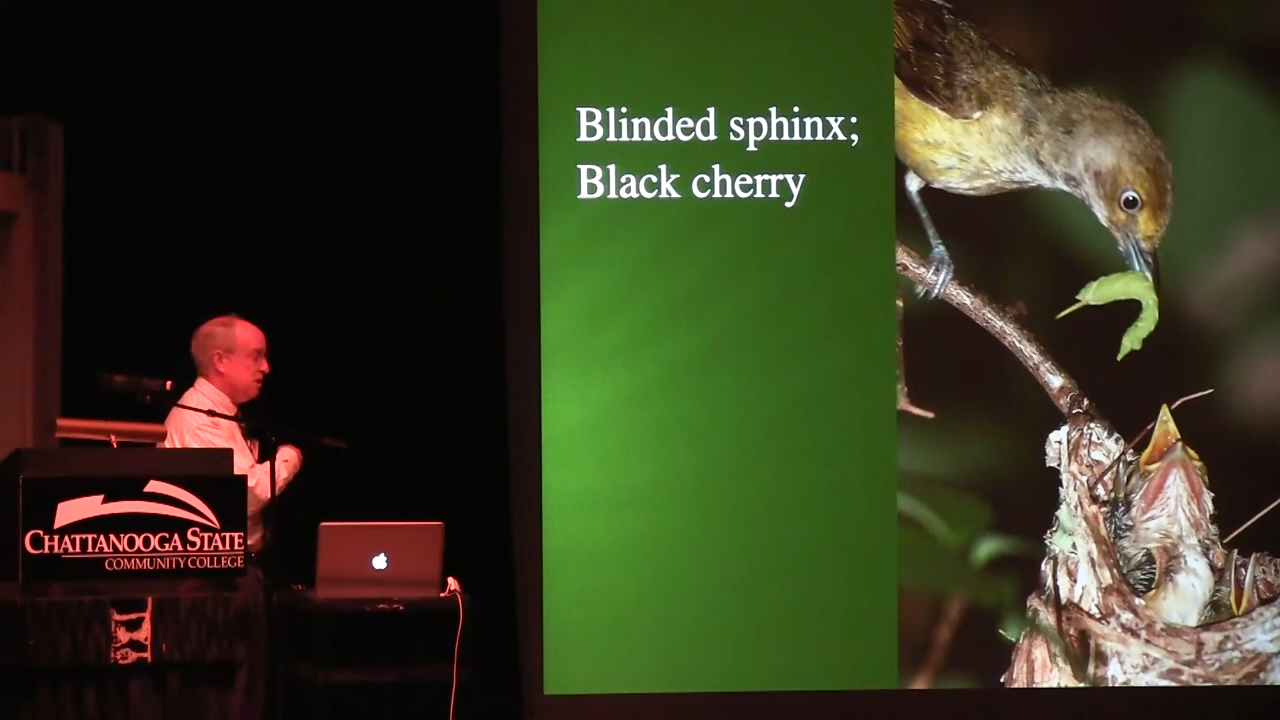 Blinded sphinx;
Black cherry
CHATTANOOGA STATE
COMMUNITY COLLEGE